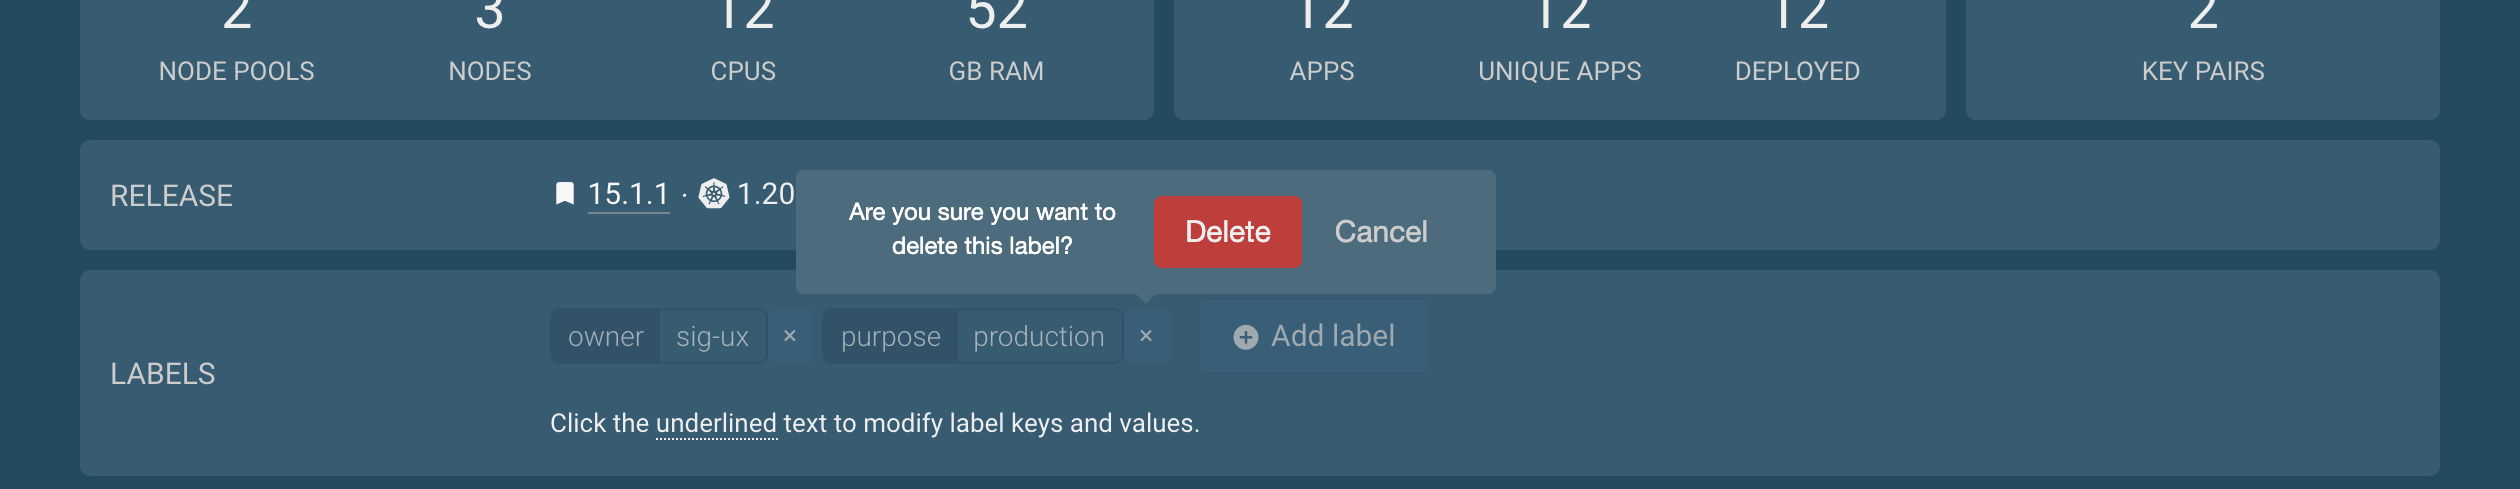 2 3 12 52 12 12 12 2
NODE POOLS NODES CPUS GB RAM APPS UNIQUE APPS DEPLOYED KEY PAIRS
RELEASE 15.1.1 · 1.20
Are you sure you want to
delete this label?
Delete Cancel
LABELS
owner sig-ux × purpose production × Add label
Click the underlined text to modify label keys and values.